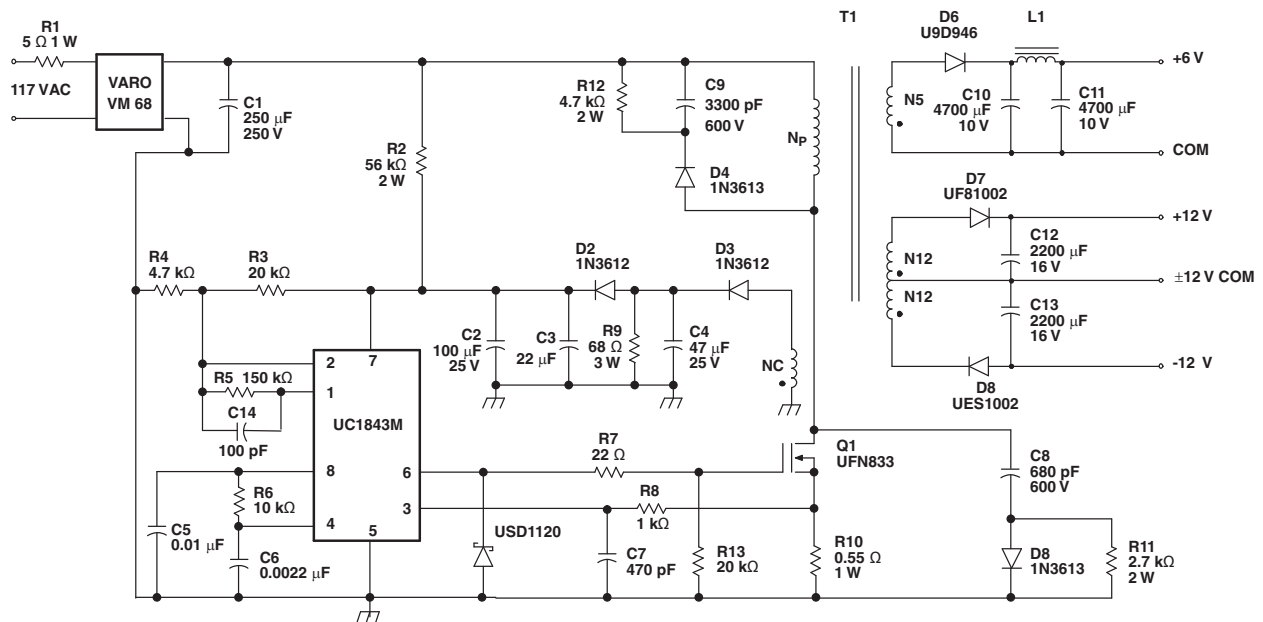 R1
5 Ω 1 W
117 VAC
VARO
VM 68
C1
250 μF
250 V
R2
56 kΩ
2 W
R12
4.7 kΩ
2 W
C9
3300 pF
600 V
D4
1N3613
NP
T1
D6
U9D946
L1
+6 V
N5
C10
4700 μF
10 V
C11
4700 μF
10 V
COM
D7
UF81002
+12 V
N12
C12
2200 μF
16 V
±12 V COM
N12
C13
2200 μF
16 V
-12 V
D8
UES1002
R4
4.7 kΩ
R3
20 kΩ
D2
1N3612
D3
1N3612
C2
100 μF
25 V
C3
22 μF
R9
68 Ω
3 W
C4
47 μF
25 V
NC
R5 150 kΩ
C14
100 pF
2
7
1
UC1843M
8
6
4
3
5
R6
10 kΩ
C5
0.01 μF
C6
0.0022 μF
USD1120
R7
22 Ω
R8
1 kΩ
C7
470 pF
R13
20 kΩ
Q1
UFN833
R10
0.55 Ω
1 W
C8
680 pF
600 V
D8
1N3613
R11
2.7 kΩ
2 W